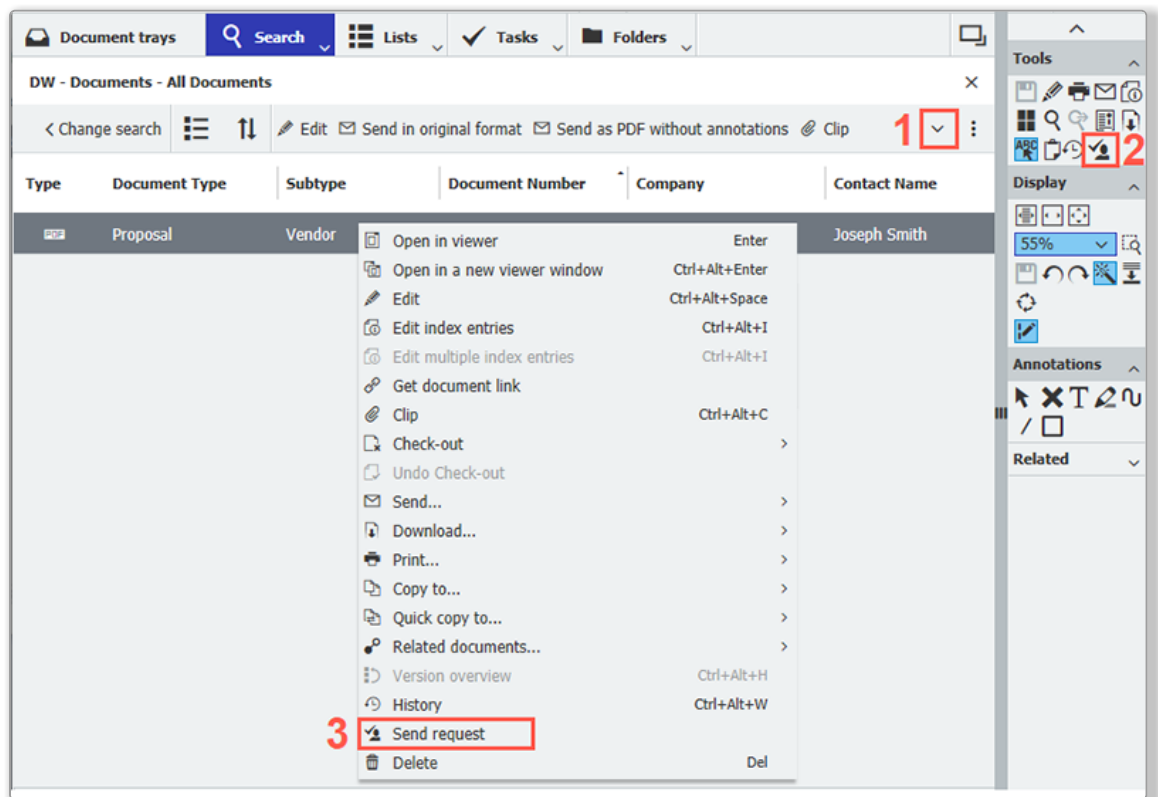 Document trays Search Lists Tasks Folders
DW - Documents - All Documents
Change search Edit Send in original format Send as PDF without annotations Clip 1
Type Document Type Subtype Document Number Company Contact Name
PDF Proposal Vendor Joseph Smith
Open in viewer Enter
Open in a new viewer window Ctrl+Alt+Enter
Edit Ctrl+Alt+Space
Edit index entries Ctrl+Alt+I
Edit multiple index entries Ctrl+Alt+I
Get document link
Clip Ctrl+Alt+C
Check-out
Undo Check-out
Send...
Download...
Print...
Copy to...
Quick copy to...
Related documents...
Version overview Ctrl+Alt+H
History Ctrl+Alt+W
3 Send request
Delete Del
Tools
ABC 2
Display
55%
Annotations
T
Related